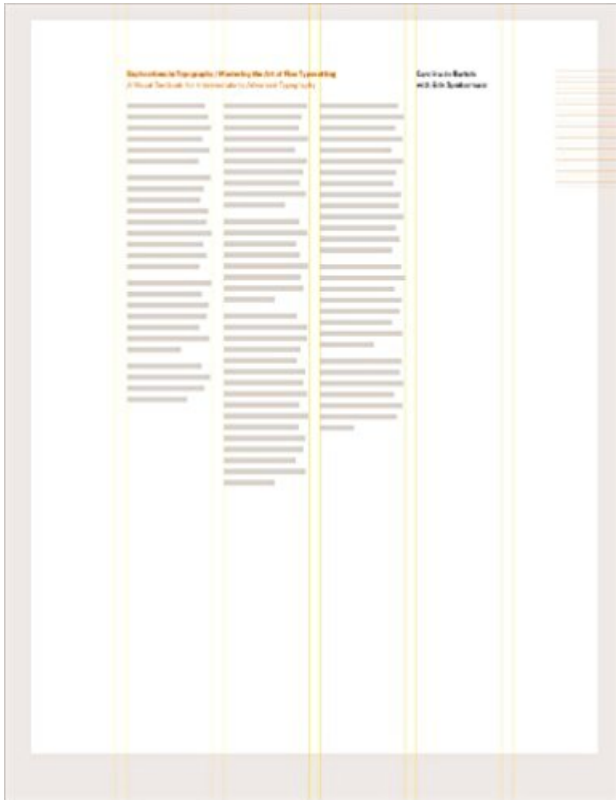 Explorations in Typography / Mastering the Art of Fine Typesetting
A Visual Textbook for Intermediate to Advanced Typography
Carolina de Bartolo
with Erik Spiekermann